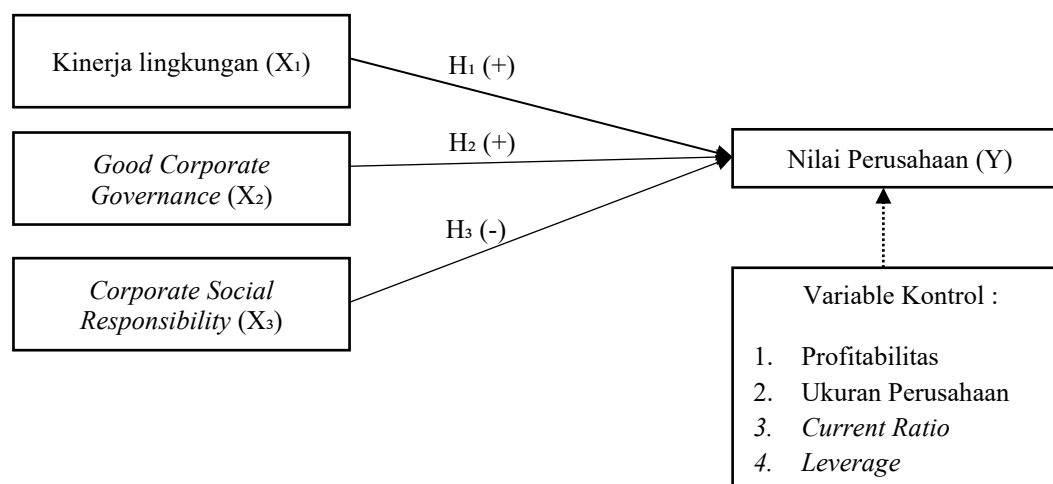 Kinerja lingkungan (X₁)
H₁ (+)
Good Corporate
Governance (X₂)
H₂ (+)
Nilai Perusahaan (Y)
H₃ (-)
Corporate Social
Responsibility (X₃)
Variable Kontrol :
1. Profitabilitas
2. Ukuran Perusahaan
3. Current Ratio
4. Leverage